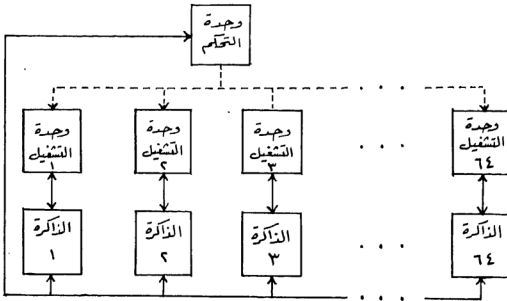 وحدة
التحكم
وحدة
التشغيل
١
وحدة
التشغيل
٢
وحدة
التشغيل
٣
. . .
وحدة
التشغيل
٦٤
الذاكرة
١
الذاكرة
٢
الذاكرة
٣
. . .
الذاكرة
٦٤